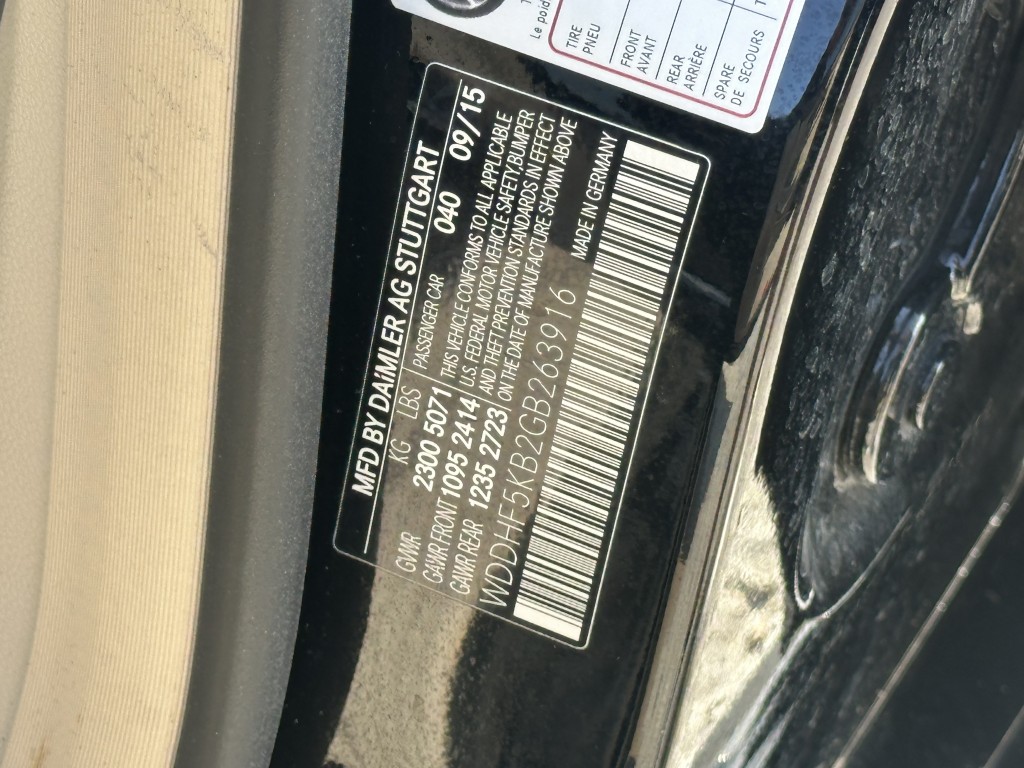 MFD BY DAIMLER AG STUTTGART
040 09/15
KG LBS PASSENGER CAR
GVWR 2300 5071 THIS VEHICLE CONFORMS TO ALL APPLICABLE
GAWR FRONT 1095 2414 U.S. FEDERAL MOTOR VEHICLE SAFETY,BUMPER
GAWR REAR 1235 2723 AND THEFT PREVENTION STANDARDS IN EFFECT
ON THE DATE OF MANUFACTURE SHOWN ABOVE
WDDHF5KB2GB263916 MADE IN GERMANY
Le poid
TIRE
PNEU
FRONT
AVANT
REAR
ARRIÈRE
SPARE
DE SECOURS